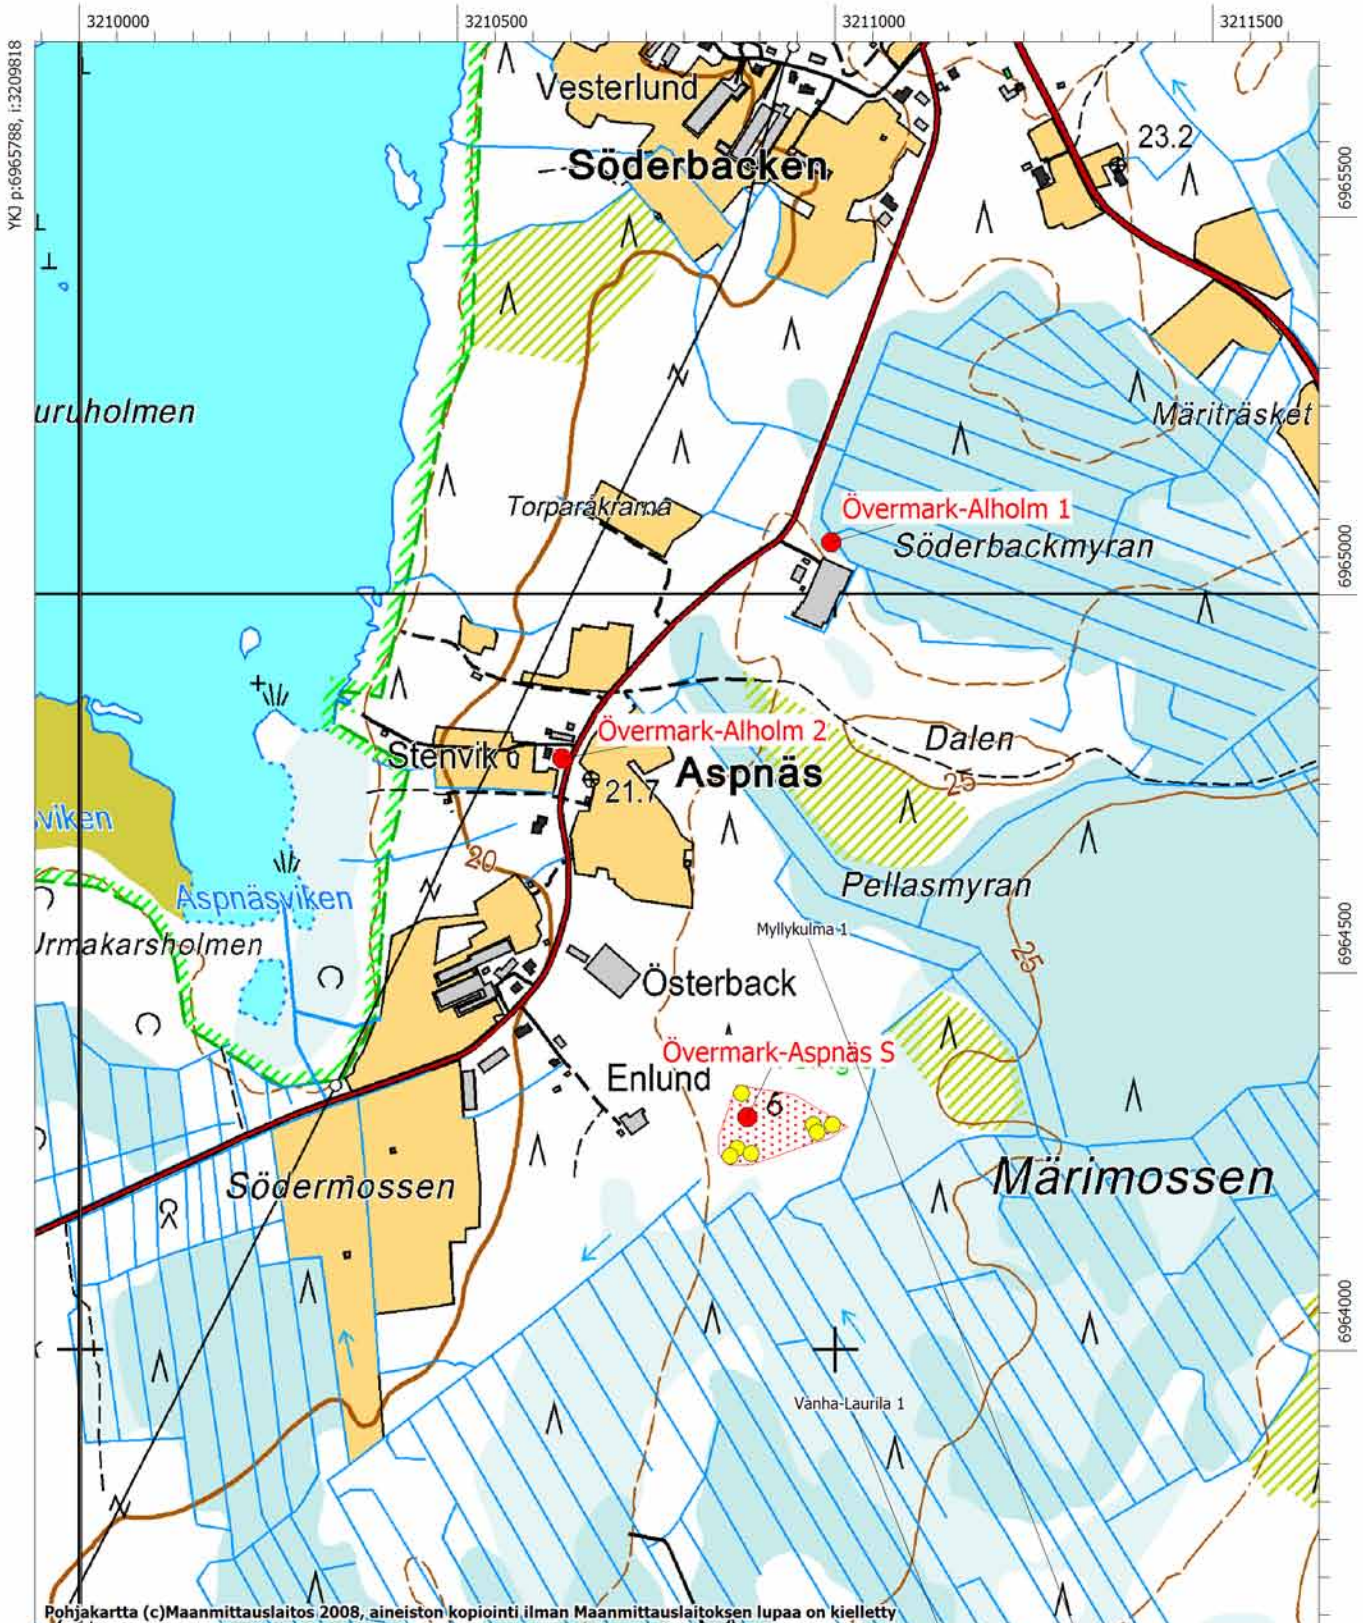 3210000
3210500
3211000
3211500
YKJ p:6965788, i:3209818
Vesterlund
23.2
Söderbacken
6965500
uruholmen
Märiträsket
Torparåkrarna
Övermark-Alholm 1
Söderbackmyran
6965000
Övermark-Alholm 2
Dalen
Stenvik
Aspnäs
25
21.7
sviken
20
Pellasmyran
Aspnäsviken
Myllykulma 1
Urmakarsholmen
25
6964500
Österback
Övermark-Aspnäs S
Enlund
6
Södermossen
Märimossen
6964000
Vanha-Laurila 1
Pohjakartta (c)Maanmittauslaitos 2008, aineiston kopiointi ilman Maanmittauslaitoksen lupaa on kielletty